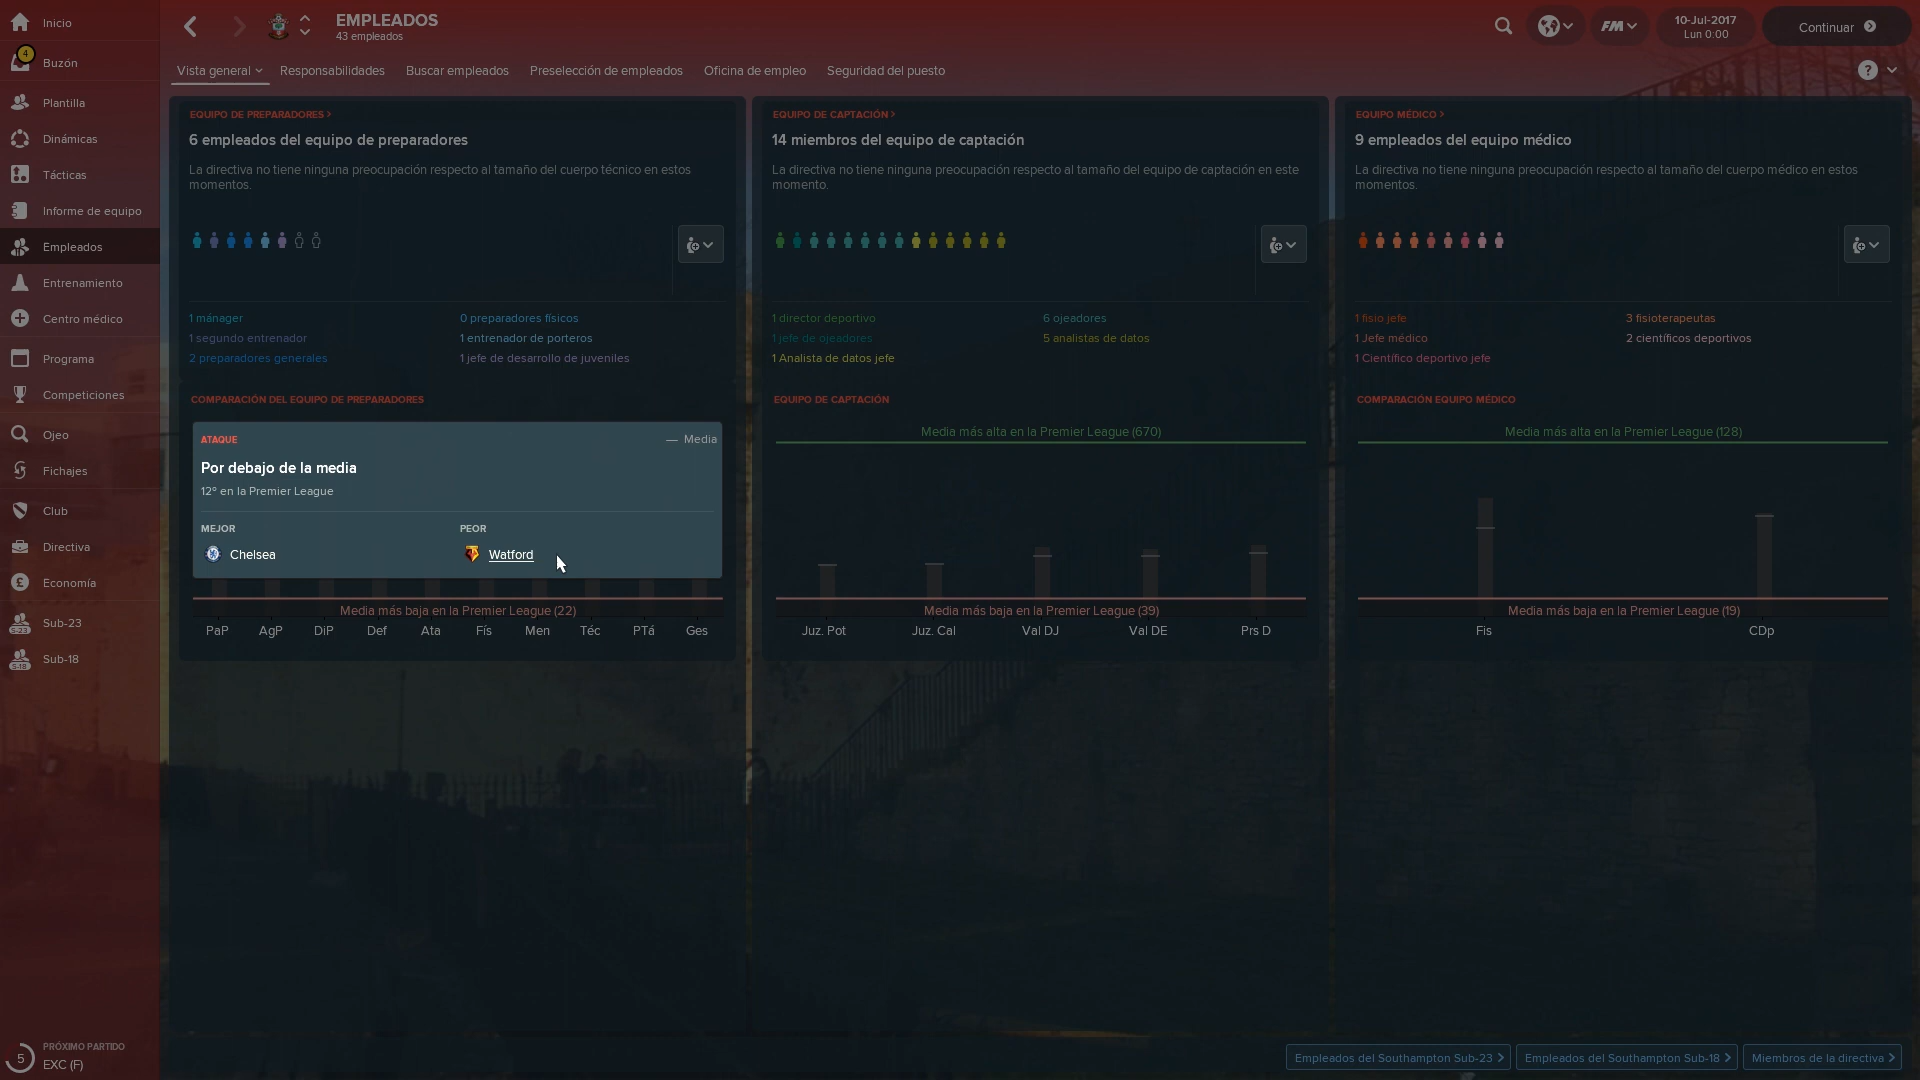 Inicio
4
Buzón
Plantilla
Dinámicas
Tácticas
Informe de equipo
Empleados
Entrenamiento
Centro médico
Programa
Competiciones
Ojeo
Fichajes
Club
Directiva
Economía
S-23
Sub-23
S-18
Sub-18
5
PRÓXIMO PARTIDO
EXC (F)
EMPLEADOS
43 empleados
FM
10-Jul-2017
Lun 0:00
Continuar
Vista general
Responsabilidades
Buscar empleados
Preselección de empleados
Oficina de empleo
Seguridad del puesto
?
EQUIPO DE PREPARADORES >
6 empleados del equipo de preparadores
La directiva no tiene ninguna preocupación respecto al tamaño del cuerpo técnico en estos
momentos.
1 mánager
0 preparadores físicos
1 segundo entrenador
1 entrenador de porteros
2 preparadores generales
1 jefe de desarrollo de juveniles
COMPARACIÓN DEL EQUIPO DE PREPARADORES
ATAQUE
— Media
Por debajo de la media
12º en la Premier League
MEJOR
PEOR
Chelsea
Watford
Media más baja en la Premier League (22)
PaP AgP DiP Def Ata Fís Men Téc PTá Ges
EQUIPO DE CAPTACIÓN >
14 miembros del equipo de captación
La directiva no tiene ninguna preocupación respecto al tamaño del equipo de captación en este
momento.
1 director deportivo
6 ojeadores
1 jefe de ojeadores
5 analistas de datos
1 Analista de datos jefe
EQUIPO DE CAPTACIÓN
Media más alta en la Premier League (670)
Media más baja en la Premier League (39)
Juz. Pot Juz. Cal Val DJ Val DE Prs D
EQUIPO MÉDICO >
9 empleados del equipo médico
La directiva no tiene ninguna preocupación respecto al tamaño del cuerpo médico en estos
momentos.
1 fisio jefe
3 fisioterapeutas
1 Jefe médico
2 científicos deportivos
1 Científico deportivo jefe
COMPARACIÓN EQUIPO MÉDICO
Media más alta en la Premier League (128)
Media más baja en la Premier League (19)
Fis CDp
Empleados del Southampton Sub-23 >
Empleados del Southampton Sub-18 >
Miembros de la directiva >